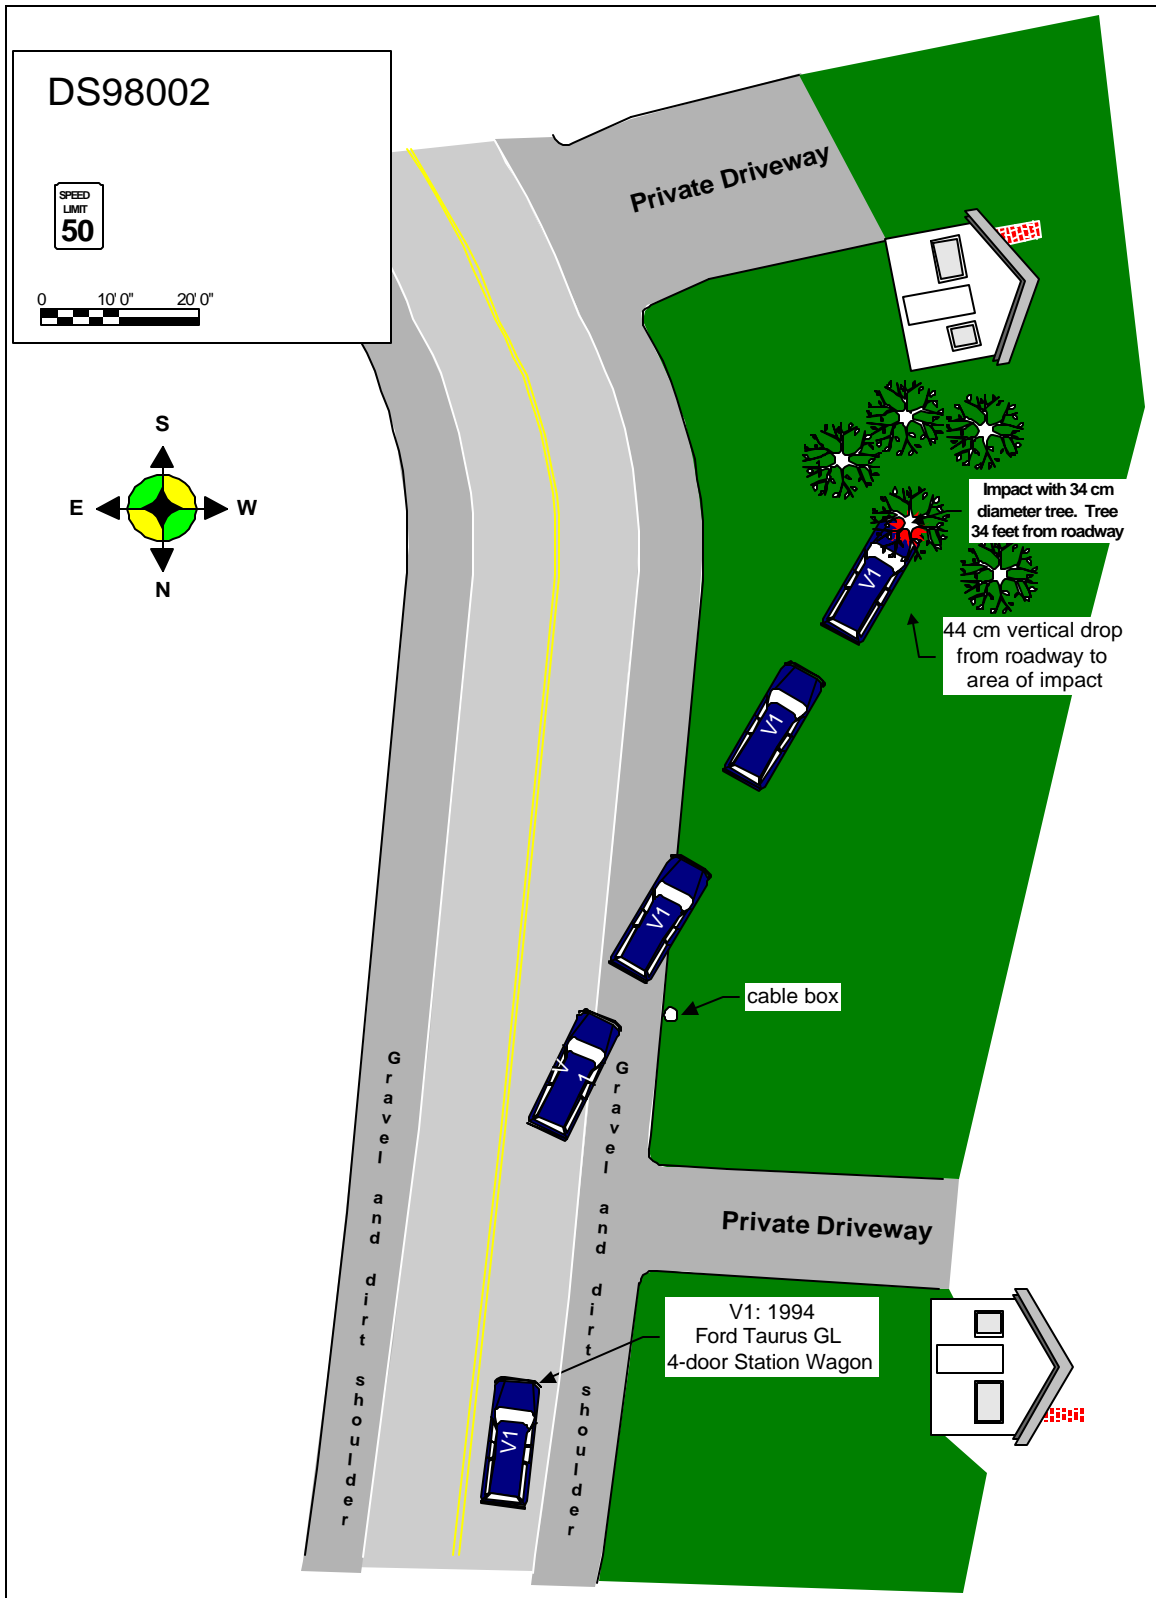 DS98002
SPEED
LIMIT
50
0 10' 0" 20' 0"
Private Driveway
S
E W
N
Impact with 34 cm
diameter tree. Tree
34 feet from roadway
V1
44 cm vertical drop
from roadway to
area of impact
V1
V1
cable box
V1
Gravel and dirt shoulder
Gravel and dirt shoulder
Private Driveway
V1: 1994
Ford Taurus GL
4-door Station Wagon
V1